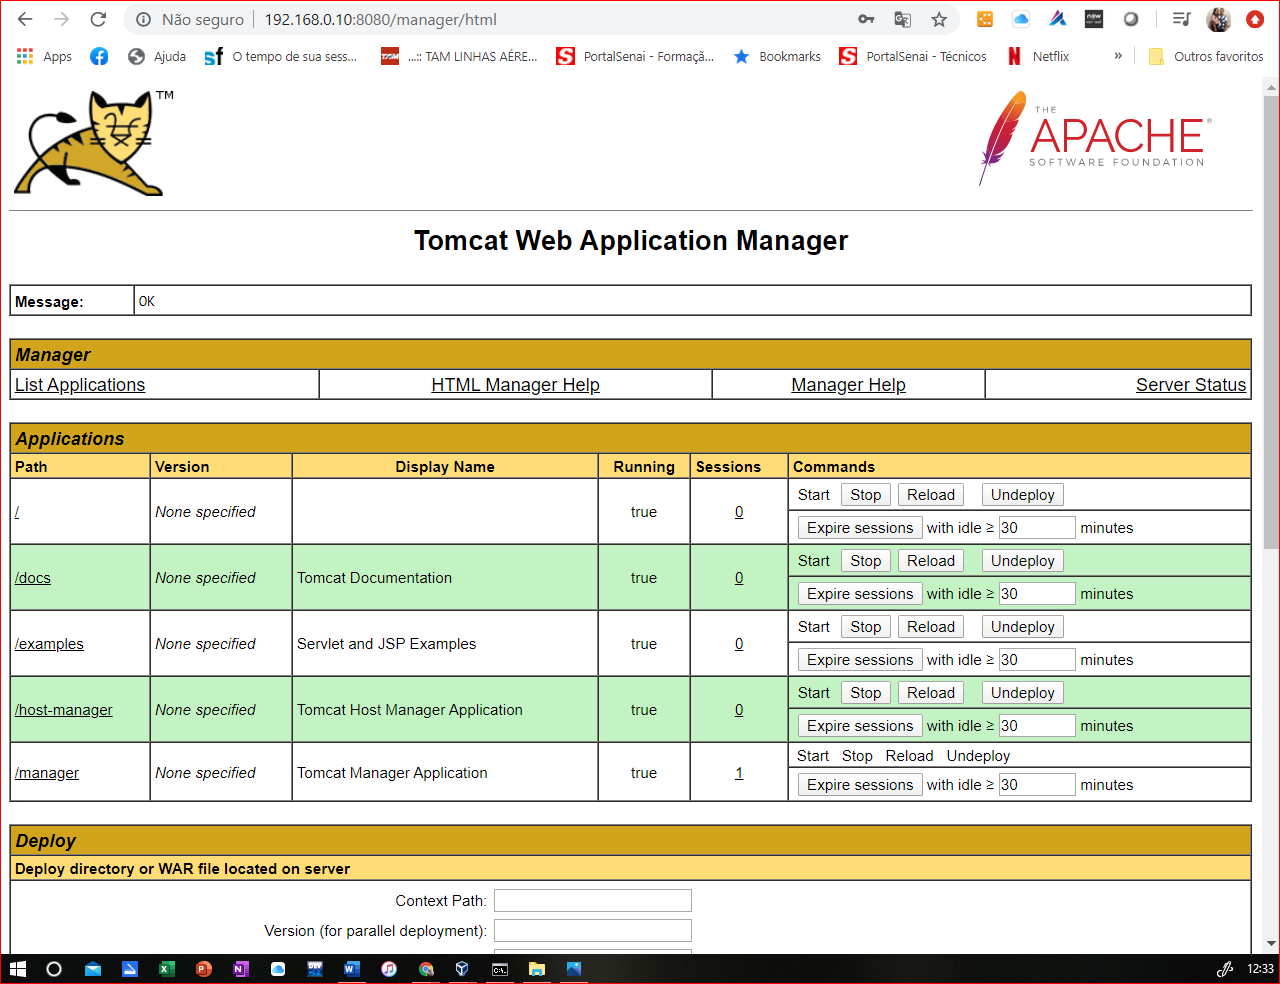 Não seguro 192.168.0.10:8080/manager/html
Apps Ajuda O tempo de sua sess... ...:: TAM LINHAS AÉRE... PortalSenai - Formaçã... Bookmarks PortalSenai - Técnicos Netflix » Outros favoritos
TM
THE
APACHE®
SOFTWARE FOUNDATION
Tomcat Web Application Manager
Message: OK
Manager
List Applications HTML Manager Help Manager Help Server Status
Applications
Path Version Display Name Running Sessions Commands
/ None specified true 0 Start Stop Reload Undeploy
Expire sessions with idle ≥ 30 minutes
/docs None specified Tomcat Documentation true 0 Start Stop Reload Undeploy
Expire sessions with idle ≥ 30 minutes
/examples None specified Servlet and JSP Examples true 0 Start Stop Reload Undeploy
Expire sessions with idle ≥ 30 minutes
/host-manager None specified Tomcat Host Manager Application true 0 Start Stop Reload Undeploy
Expire sessions with idle ≥ 30 minutes
/manager None specified Tomcat Manager Application true 1 Start Stop Reload Undeploy
Expire sessions with idle ≥ 30 minutes
Deploy
Deploy directory or WAR file located on server
Context Path:
Version (for parallel deployment):
12:33